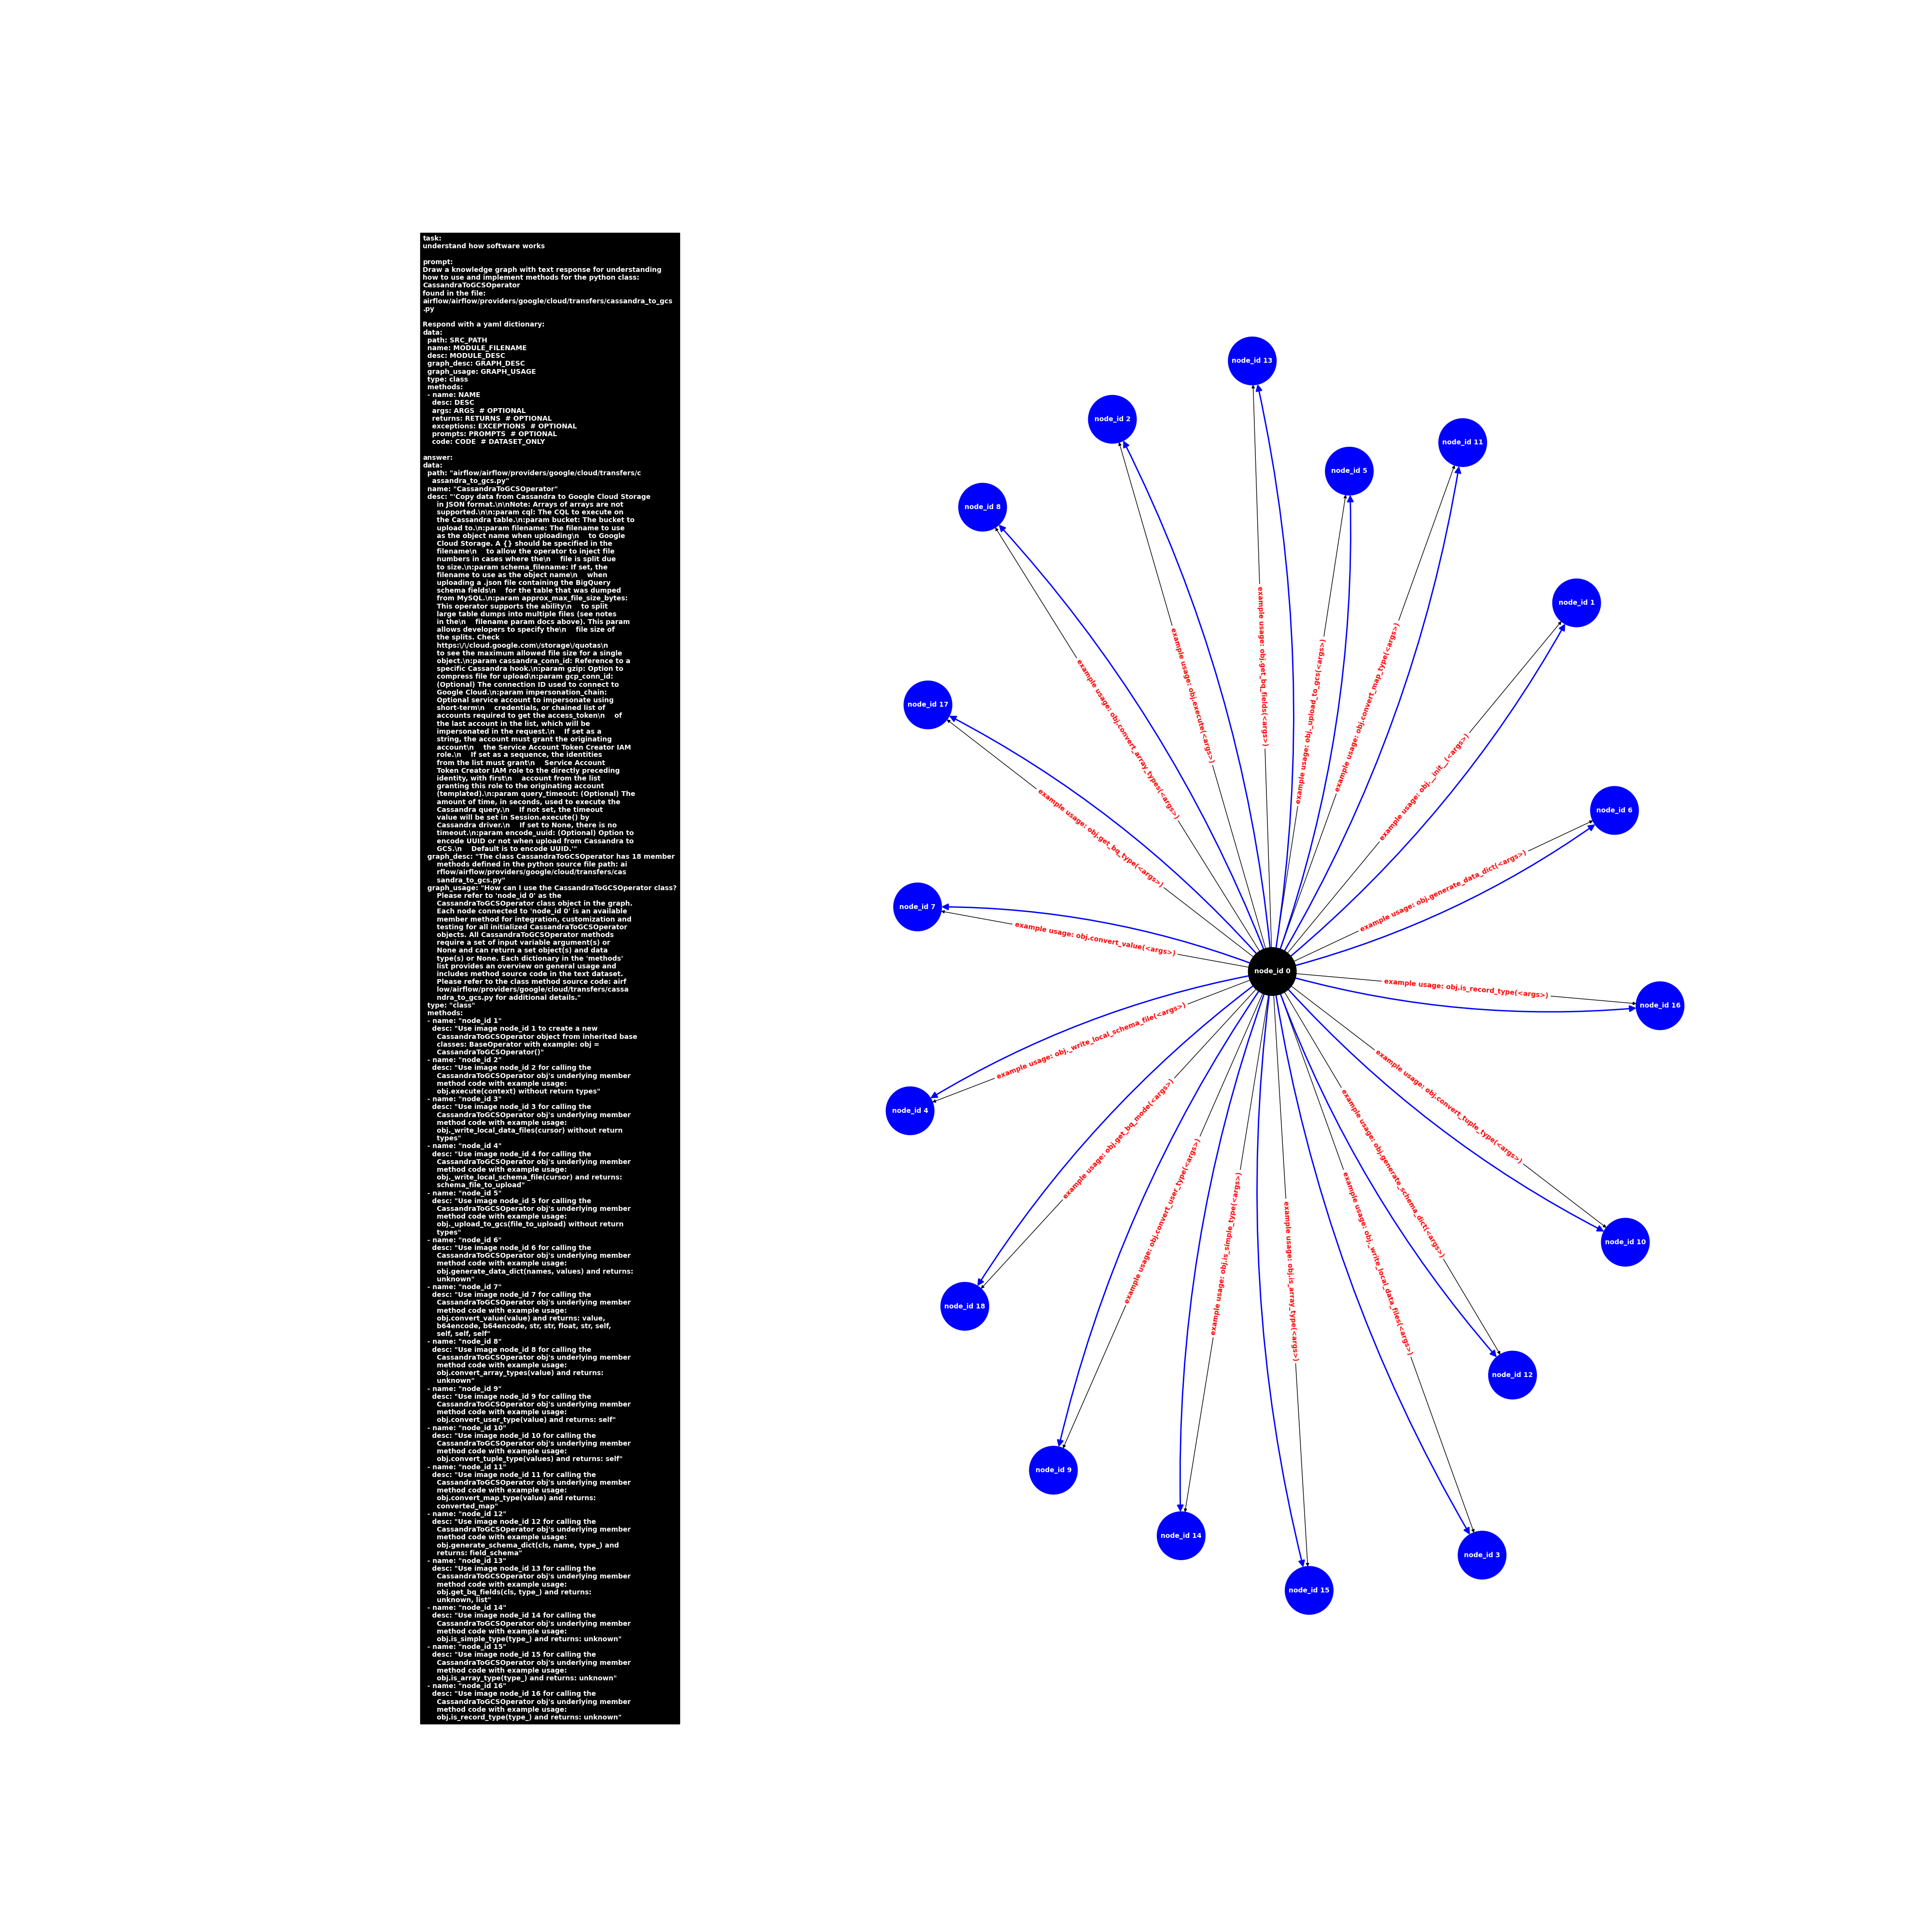 task:
understand how software works

prompt:
Draw a knowledge graph with text response for understanding
how to use and implement methods for the python class:
CassandraToGCSOperator
found in the file:
airflow/airflow/providers/google/cloud/transfers/cassandra_to_gcs
.py

Respond with a yaml dictionary:
data:
path: SRC_PATH
name: MODULE_FILENAME
desc: MODULE_DESC
graph_desc: GRAPH_DESC
graph_usage: GRAPH_USAGE
type: class
methods:
- name: NAME
desc: DESC
args: ARGS  # OPTIONAL
returns: RETURNS  # OPTIONAL
exceptions: EXCEPTIONS  # OPTIONAL
prompts: PROMPTS  # OPTIONAL
code: CODE  # DATASET_ONLY

answer:
data:
path: "airflow/airflow/providers/google/cloud/transfers/c
assandra_to_gcs.py"
name: "CassandraToGCSOperator"
desc: "'Copy data from Cassandra to Google Cloud Storage
in JSON format.\n\nNote: Arrays of arrays are not
supported.\n\n:param cql: The CQL to execute on
the Cassandra table.\n:param bucket: The bucket to
upload to.\n:param filename: The filename to use
as the object name when uploading\n    to Google
Cloud Storage. A {} should be specified in the
filename\n    to allow the operator to inject file
numbers in cases where the\n    file is split due
to size.\n:param schema_filename: If set, the
filename to use as the object name\n    when
uploading a .json file containing the BigQuery
schema fields\n    for the table that was dumped
from MySQL.\n:param approx_max_file_size_bytes:
This operator supports the ability\n    to split
large table dumps into multiple files (see notes
in the\n    filename param docs above). This param
allows developers to specify the\n    file size of
the splits. Check
https:\/\/cloud.google.com\/storage\/quotas\n
to see the maximum allowed file size for a single
object.\n:param cassandra_conn_id: Reference to a
specific Cassandra hook.\n:param gzip: Option to
compress file for upload\n:param gcp_conn_id:
(Optional) The connection ID used to connect to
Google Cloud.\n:param impersonation_chain:
Optional service account to impersonate using
short-term\n    credentials, or chained list of
accounts required to get the access_token\n    of
the last account in the list, which will be
impersonated in the request.\n    If set as a
string, the account must grant the originating
account\n    the Service Account Token Creator IAM
role.\n    If set as a sequence, the identities
from the list must grant\n    Service Account
Token Creator IAM role to the directly preceding
identity, with first\n    account from the list
granting this role to the originating account
(templated).\n:param query_timeout: (Optional) The
amount of time, in seconds, used to execute the
Cassandra query.\n    If not set, the timeout
value will be set in Session.execute() by
Cassandra driver.\n    If set to None, there is no
timeout.\n:param encode_uuid: (Optional) Option to
encode UUID or not when upload from Cassandra to
GCS.\n    Default is to encode UUID.'"
graph_desc: "The class CassandraToGCSOperator has 18 member
methods defined in the python source file path: ai
rflow/airflow/providers/google/cloud/transfers/cas
sandra_to_gcs.py"
graph_usage: "How can I use the CassandraToGCSOperator class?
Please refer to 'node_id 0' as the
CassandraToGCSOperator class object in the graph.
Each node connected to 'node_id 0' is an available
member method for integration, customization and
testing for all initialized CassandraToGCSOperator
objects. All CassandraToGCSOperator methods
require a set of input variable argument(s) or
None and can return a set object(s) and data
type(s) or None. Each dictionary in the 'methods'
list provides an overview on general usage and
includes method source code in the text dataset.
Please refer to the class method source code: airf
low/airflow/providers/google/cloud/transfers/cassa
ndra_to_gcs.py for additional details."
type: "class"
methods:
- name: "node_id 1"
desc: "Use image node_id 1 to create a new
CassandraToGCSOperator object from inherited base
classes: BaseOperator with example: obj =
CassandraToGCSOperator()"
- name: "node_id 2"
desc: "Use image node_id 2 for calling the
CassandraToGCSOperator obj's underlying member
method code with example usage:
obj.execute(context) without return types"
- name: "node_id 3"
desc: "Use image node_id 3 for calling the
CassandraToGCSOperator obj's underlying member
method code with example usage:
obj._write_local_data_files(cursor) without return
types"
- name: "node_id 4"
desc: "Use image node_id 4 for calling the
CassandraToGCSOperator obj's underlying member
method code with example usage:
obj._write_local_schema_file(cursor) and returns:
schema_file_to_upload"
- name: "node_id 5"
desc: "Use image node_id 5 for calling the
CassandraToGCSOperator obj's underlying member
method code with example usage:
obj._upload_to_gcs(file_to_upload) without return
types"
- name: "node_id 6"
desc: "Use image node_id 6 for calling the
CassandraToGCSOperator obj's underlying member
method code with example usage:
obj.generate_data_dict(names, values) and returns:
unknown"
- name: "node_id 7"
desc: "Use image node_id 7 for calling the
CassandraToGCSOperator obj's underlying member
method code with example usage:
obj.convert_value(value) and returns: value,
b64encode, b64encode, str, str, float, str, self,
self, self, self"
- name: "node_id 8"
desc: "Use image node_id 8 for calling the
CassandraToGCSOperator obj's underlying member
method code with example usage:
obj.convert_array_types(value) and returns:
unknown"
- name: "node_id 9"
desc: "Use image node_id 9 for calling the
CassandraToGCSOperator obj's underlying member
method code with example usage:
obj.convert_user_type(value) and returns: self"
- name: "node_id 10"
desc: "Use image node_id 10 for calling the
CassandraToGCSOperator obj's underlying member
method code with example usage:
obj.convert_tuple_type(values) and returns: self"
- name: "node_id 11"
desc: "Use image node_id 11 for calling the
CassandraToGCSOperator obj's underlying member
method code with example usage:
obj.convert_map_type(value) and returns:
converted_map"
- name: "node_id 12"
desc: "Use image node_id 12 for calling the
CassandraToGCSOperator obj's underlying member
method code with example usage:
obj.generate_schema_dict(cls, name, type_) and
returns: field_schema"
- name: "node_id 13"
desc: "Use image node_id 13 for calling the
CassandraToGCSOperator obj's underlying member
method code with example usage:
obj.get_bq_fields(cls, type_) and returns:
unknown, list"
- name: "node_id 14"
desc: "Use image node_id 14 for calling the
CassandraToGCSOperator obj's underlying member
method code with example usage:
obj.is_simple_type(type_) and returns: unknown"
- name: "node_id 15"
desc: "Use image node_id 15 for calling the
CassandraToGCSOperator obj's underlying member
method code with example usage:
obj.is_array_type(type_) and returns: unknown"
- name: "node_id 16"
desc: "Use image node_id 16 for calling the
CassandraToGCSOperator obj's underlying member
method code with example usage:
obj.is_record_type(type_) and returns: unknown"
node_id 13
node_id 2
node_id 11
node_id 5
node_id 8
node_id 1
node_id 17
node_id 6
node_id 7
node_id 0
node_id 16
node_id 4
node_id 10
node_id 18
node_id 12
node_id 9
node_id 14
node_id 3
node_id 15
example usage: obj.get_bq_fields(<args>)
example usage: obj.execute(<args>)
example usage: obj.convert_map_type(<args>)
example usage: obj._upload_to_gcs(<args>)
example usage: obj.convert_array_types(<args>)
example usage: obj.__init__(<args>)
example usage: obj.get_bq_type(<args>)
example usage: obj.generate_data_dict(<args>)
example usage: obj.convert_value(<args>)
example usage: obj.is_record_type(<args>)
example usage: obj._write_local_schema_file(<args>)
example usage: obj.convert_tuple_type(<args>)
example usage: obj.get_bq_mode(<args>)
example usage: obj.generate_schema_dict(<args>)
example usage: obj.convert_user_type(<args>)
example usage: obj.is_simple_type(<args>)
example usage: obj._write_local_data_files(<args>)
example usage: obj.is_array_type(<args>)